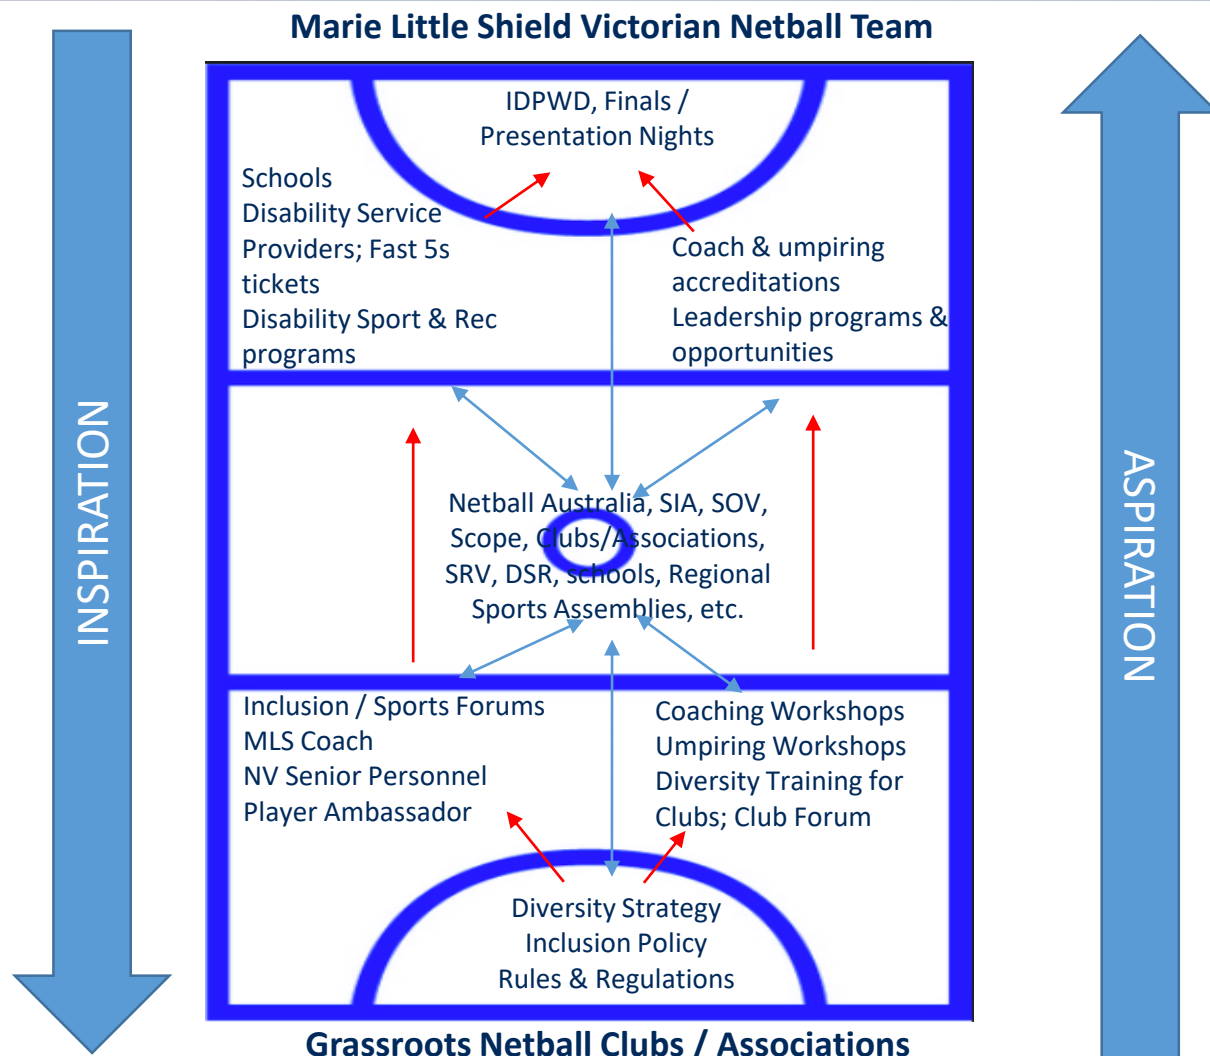 Marie Little Shield Victorian Netball Team
IDPWD, Finals /
Presentation Nights
Schools
Disability Service
Providers; Fast 5s
tickets
Disability Sport & Rec
programs
Coach & umpiring
accreditations
Leadership programs &
opportunities
INSPIRATION
ASPIRATION
Netball Australia, SIA, SOV,
Scope, Clubs/Associations,
SRV, DSR, schools, Regional
Sports Assemblies, etc.
Inclusion / Sports Forums
MLS Coach
NV Senior Personnel
Player Ambassador
Coaching Workshops
Umpiring Workshops
Diversity Training for
Clubs; Club Forum
Diversity Strategy
Inclusion Policy
Rules & Regulations
Grassroots Netball Clubs / Associations